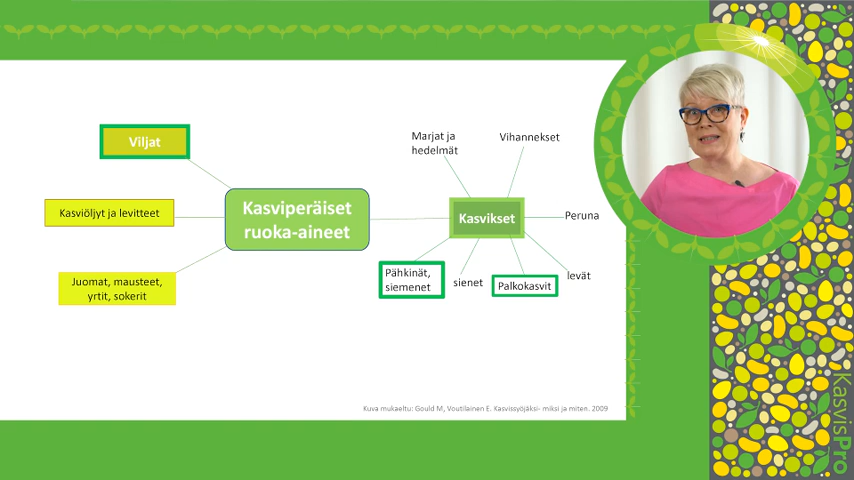 Viljat
Kasviöljyt ja levitteet
Juomat, mausteet,
yrtit, sokerit
Kasviperäiset
ruoka-aineet
Kasvikset
Marjat ja
hedelmät
Vihannekset
Peruna
levät
Palkokasvit
sienet
Pähkinät,
siemenet
Kuva mukaeltu: Gould M, Voutilainen E. Kasvissyöjäksi- miksi ja miten. 2009
KasvisPro